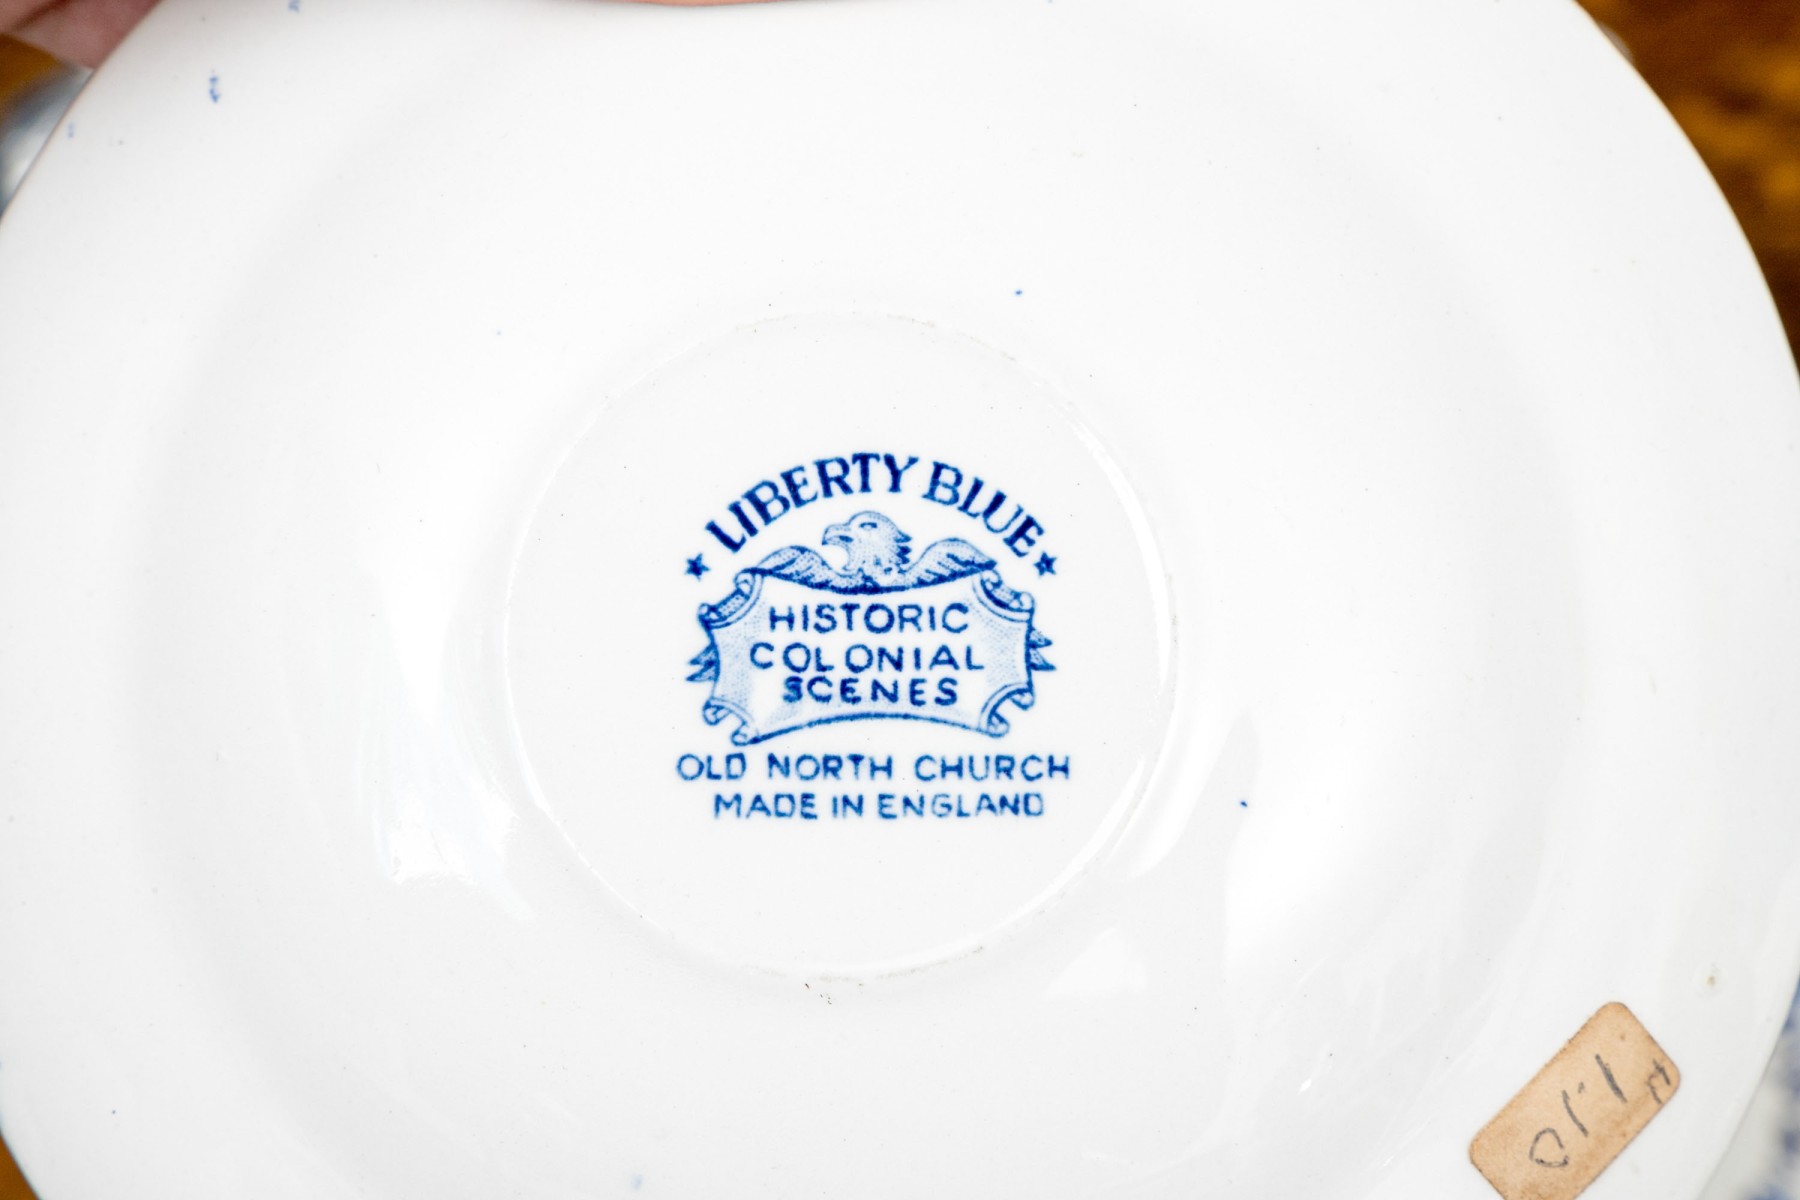 LIBERTY BLUE
HISTORIC
COLONIAL
SCENES
OLD NORTH CHURCH
MADE IN ENGLAND